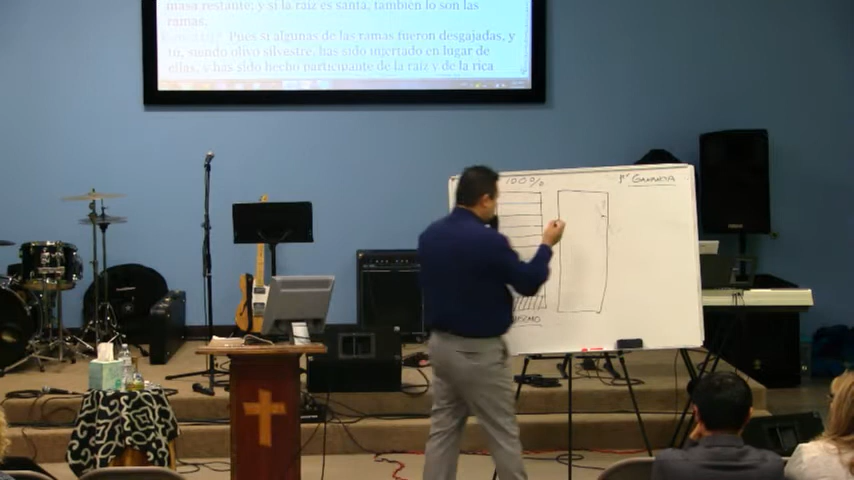 masa restante; y si la raíz es santa, también lo son las
ramas.
Pues si algunas de las ramas fueron desgajadas, y
tú, siendo olivo silvestre, has sido injertado en lugar de
ellas, y has sido hecho participante de la raíz y de la rica
100%
GANANCIA